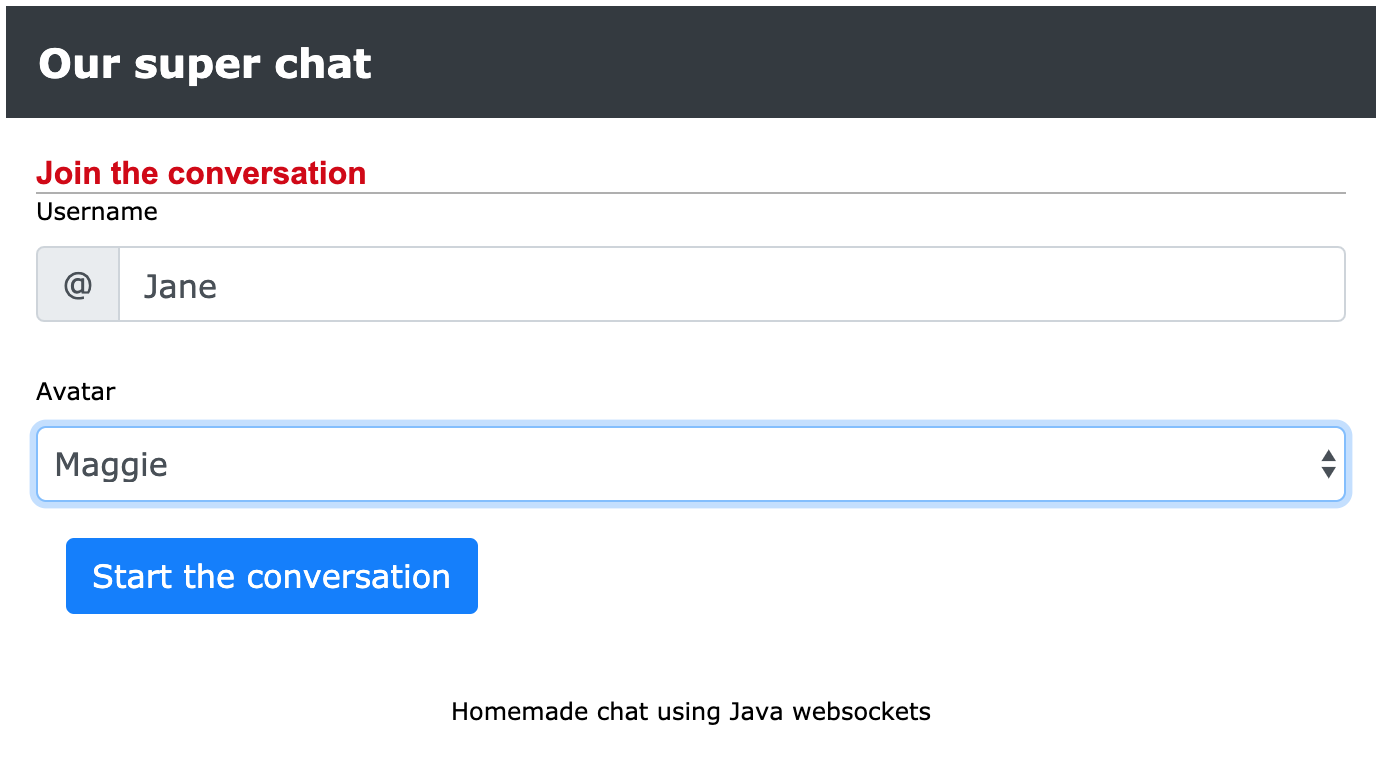 Our super chat
Join the conversation
Username
@ Jane
Avatar
Maggie
Start the conversation
Homemade chat using Java websockets